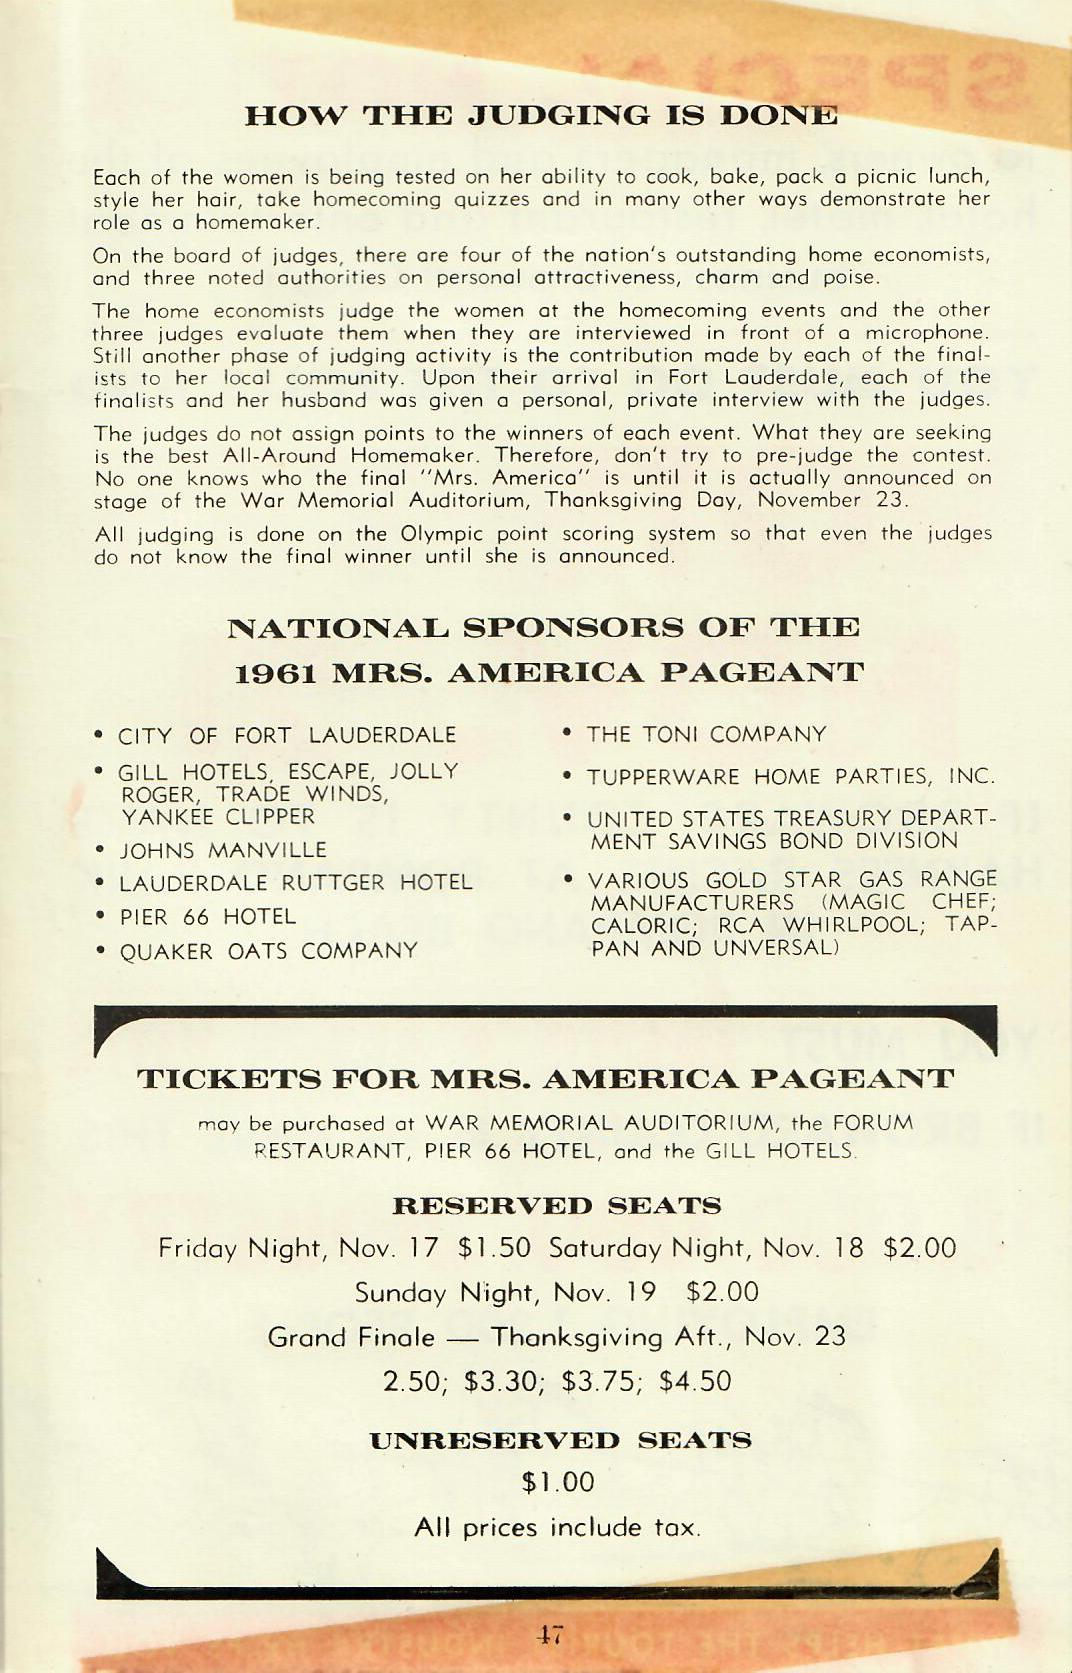 HOW THE JUDGING IS DONE
Each of the women is being tested on her ability to cook, bake, pack a picnic lunch,
style her hair, take homecoming quizzes and in many other ways demonstrate her
role as a homemaker.
On the board of judges, there are four of the nation's outstanding home economists,
and three noted authorities on personal attractiveness, charm and poise.
The home economists judge the women at the homecoming events and the other
three judges evaluate them when they are interviewed in front of a microphone.
Still another phase of judging activity is the contribution made by each of the final-
ists to her local community. Upon their arrival in Fort Lauderdale, each of the
finalists and her husband was given a personal, private interview with the judges.
The judges do not assign points to the winners of each event. What they are seeking
is the best All-Around Homemaker. Therefore, don't try to pre-judge the contest.
No one knows who the final "Mrs. America" is until it is actually announced on
stage of the War Memorial Auditorium, Thanksgiving Day, November 23.
All judging is done on the Olympic point scoring system so that even the judges
do not know the final winner until she is announced.
NATIONAL SPONSORS OF THE
1961 MRS. AMERICA PAGEANT
• CITY OF FORT LAUDERDALE
• GILL HOTELS, ESCAPE, JOLLY
ROGER, TRADE WINDS,
YANKEE CLIPPER
• JOHNS MANVILLE
• LAUDERDALE RUTTGER HOTEL
• PIER 66 HOTEL
• QUAKER OATS COMPANY
• THE TONI COMPANY
• TUPPERWARE HOME PARTIES, INC.
• UNITED STATES TREASURY DEPART-
MENT SAVINGS BOND DIVISION
• VARIOUS GOLD STAR GAS RANGE
MANUFACTURERS (MAGIC CHEF;
CALORIC; RCA WHIRLPOOL; TAP-
PAN AND UNVERSAL)
TICKETS FOR MRS. AMERICA PAGEANT
may be purchased at WAR MEMORIAL AUDITORIUM, the FORUM
RESTAURANT, PIER 66 HOTEL, and the GILL HOTELS.
RESERVED SEATS
Friday Night, Nov. 17 $1.50 Saturday Night, Nov. 18 $2.00
Sunday Night, Nov. 19 $2.00
Grand Finale — Thanksgiving Aft., Nov. 23
2.50; $3.30; $3.75; $4.50
UNRESERVED SEATS
$1.00
All prices include tax.
47